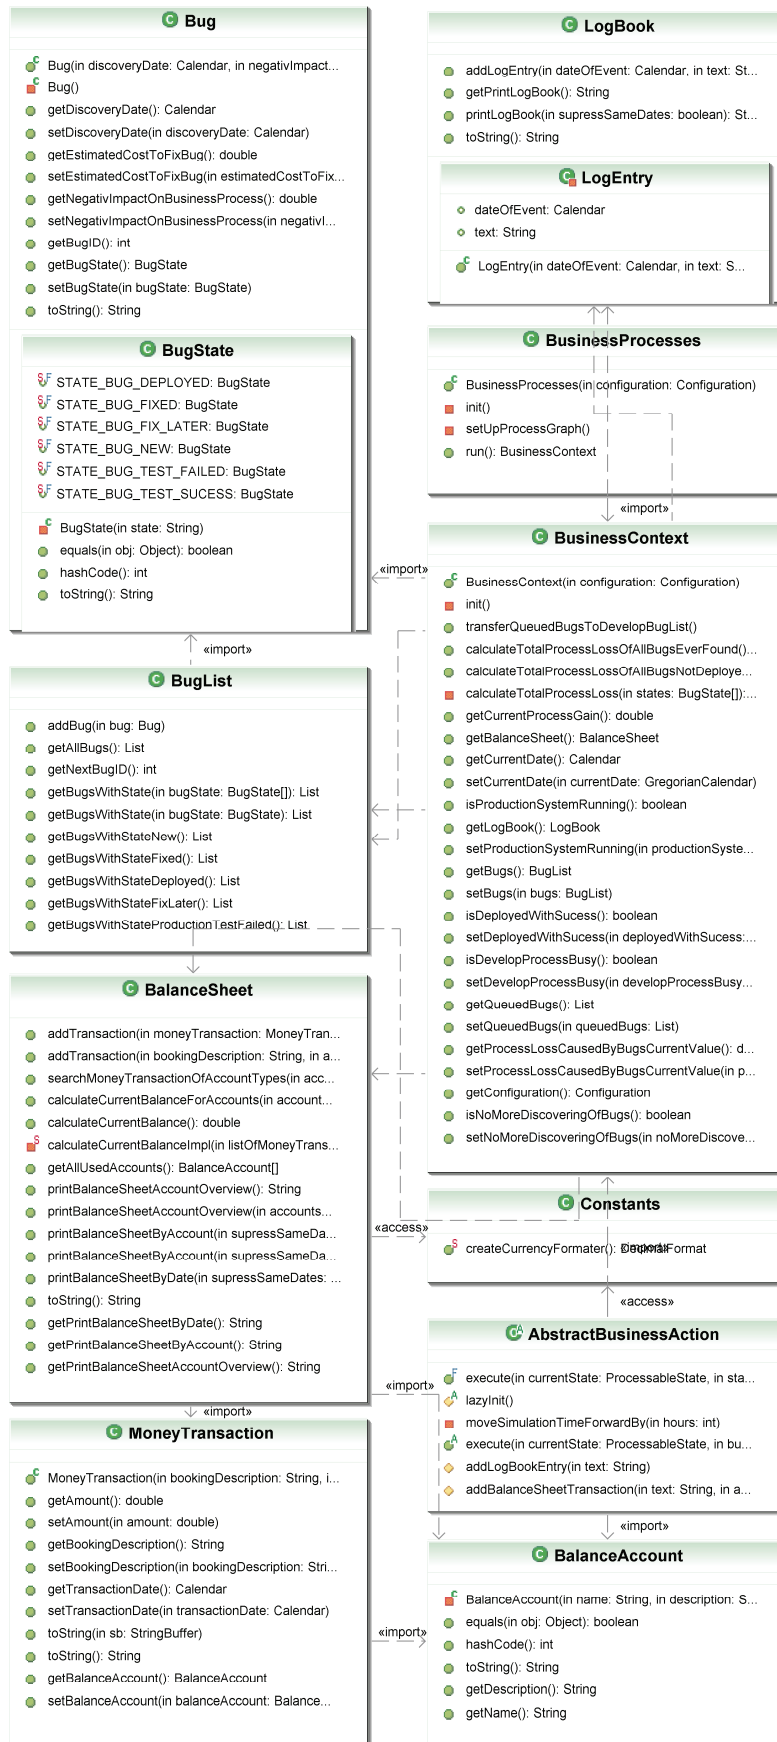 Bug
Bug(in discoveryDate: Calendar, in negativImpact...
Bug()
getDiscoveryDate(): Calendar
setDiscoveryDate(in discoveryDate: Calendar)
getEstimatedCostToFixBug(): double
setEstimatedCostToFixBug(in estimatedCostToFix...
getNegativImpactOnBusinessProcess(): double
setNegativImpactOnBusinessProcess(in negativI...
getBugID(): int
getBugState(): BugState
setBugState(in bugState: BugState)
toString(): String
BugState
STATE_BUG_DEPLOYED: BugState
STATE_BUG_FIXED: BugState
STATE_BUG_FIX_LATER: BugState
STATE_BUG_NEW: BugState
STATE_BUG_TEST_FAILED: BugState
STATE_BUG_TEST_SUCESS: BugState
BugState(in state: String)
equals(in obj: Object): boolean
hashCode(): int
toString(): String
«import»
BugList
addBug(in bug: Bug)
getAllBugs(): List
getNextBugID(): int
getBugsWithState(in bugState: BugState[]): List
getBugsWithState(in bugState: BugState): List
getBugsWithStateNew(): List
getBugsWithStateFixed(): List
getBugsWithStateDeployed(): List
getBugsWithStateFixLater(): List
getBugsWithStateProductionTestFailed(): List
BalanceSheet
addTransaction(in moneyTransaction: MoneyTran...
addTransaction(in bookingDescription: String, in a...
searchMoneyTransactionOfAccountTypes(in acc...
calculateCurrentBalanceForAccounts(in account...
calculateCurrentBalance(): double
calculateCurrentBalanceImpl(in listOfMoneyTrans...
getAllUsedAccounts(): BalanceAccount[]
printBalanceSheetAccountOverview(): String
printBalanceSheetAccountOverview(in accounts...
printBalanceSheetByAccount(in supressSameDa...
printBalanceSheetByAccount(in supressSameDa...
printBalanceSheetByDate(in supressSameDates: ...
toString(): String
getPrintBalanceSheetByDate(): String
getPrintBalanceSheetByAccount(): String
getPrintBalanceSheetAccountOverview(): String
«import»
MoneyTransaction
MoneyTransaction(in bookingDescription: String, i...
getAmount(): double
setAmount(in amount: double)
getBookingDescription(): String
setBookingDescription(in bookingDescription: Stri...
getTransactionDate(): Calendar
setTransactionDate(in transactionDate: Calendar)
toString(in sb: StringBuffer)
toString(): String
getBalanceAccount(): BalanceAccount
setBalanceAccount(in balanceAccount: Balance...
LogBook
addLogEntry(in dateOfEvent: Calendar, in text: St...
getPrintLogBook(): String
printLogBook(in supressSameDates: boolean): St...
toString(): String
LogEntry
dateOfEvent: Calendar
text: String
LogEntry(in dateOfEvent: Calendar, in text: S...
BusinessProcesses
BusinessProcesses(in configuration: Configuration)
init()
setUpProcessGraph()
run(): BusinessContext
«import»
BusinessContext
«import»
BusinessContext(in configuration: Configuration)
init()
transferQueuedBugsToDevelopBugList()
calculateTotalProcessLossOfAllBugsEverFound()...
calculateTotalProcessLossOfAllBugsNotDeploye...
calculateTotalProcessLoss(in states: BugState[]):...
getCurrentProcessGain(): double
getBalanceSheet(): BalanceSheet
getCurrentDate(): Calendar
setCurrentDate(in currentDate: GregorianCalendar)
isProductionSystemRunning(): boolean
getLogBook(): LogBook
setProductionSystemRunning(in productionSyste...
getBugs(): BugList
setBugs(in bugs: BugList)
isDeployedWithSucess(): boolean
setDeployedWithSucess(in deployedWithSucess:...
isDevelopProcessBusy(): boolean
setDevelopProcessBusy(in developProcessBusy...
getQueuedBugs(): List
setQueuedBugs(in queuedBugs: List)
getProcessLossCausedByBugsCurrentValue(): d...
setProcessLossCausedByBugsCurrentValue(in p...
getConfiguration(): Configuration
isNoMoreDiscoveringOfBugs(): boolean
setNoMoreDiscoveringOfBugs(in noMoreDiscove...
Constants
«access»
createCurrencyFormater(): DecimalFormat
«import»
«access»
AbstractBusinessAction
execute(in currentState: ProcessableState, in sta...
«import»
lazyInit()
moveSimulationTimeForwardBy(in hours: int)
execute(in currentState: ProcessableState, in bu...
addLogBookEntry(in text: String)
addBalanceSheetTransaction(in text: String, in a...
«import»
BalanceAccount
BalanceAccount(in name: String, in description: S...
equals(in obj: Object): boolean
«import»
hashCode(): int
toString(): String
getDescription(): String
getName(): String